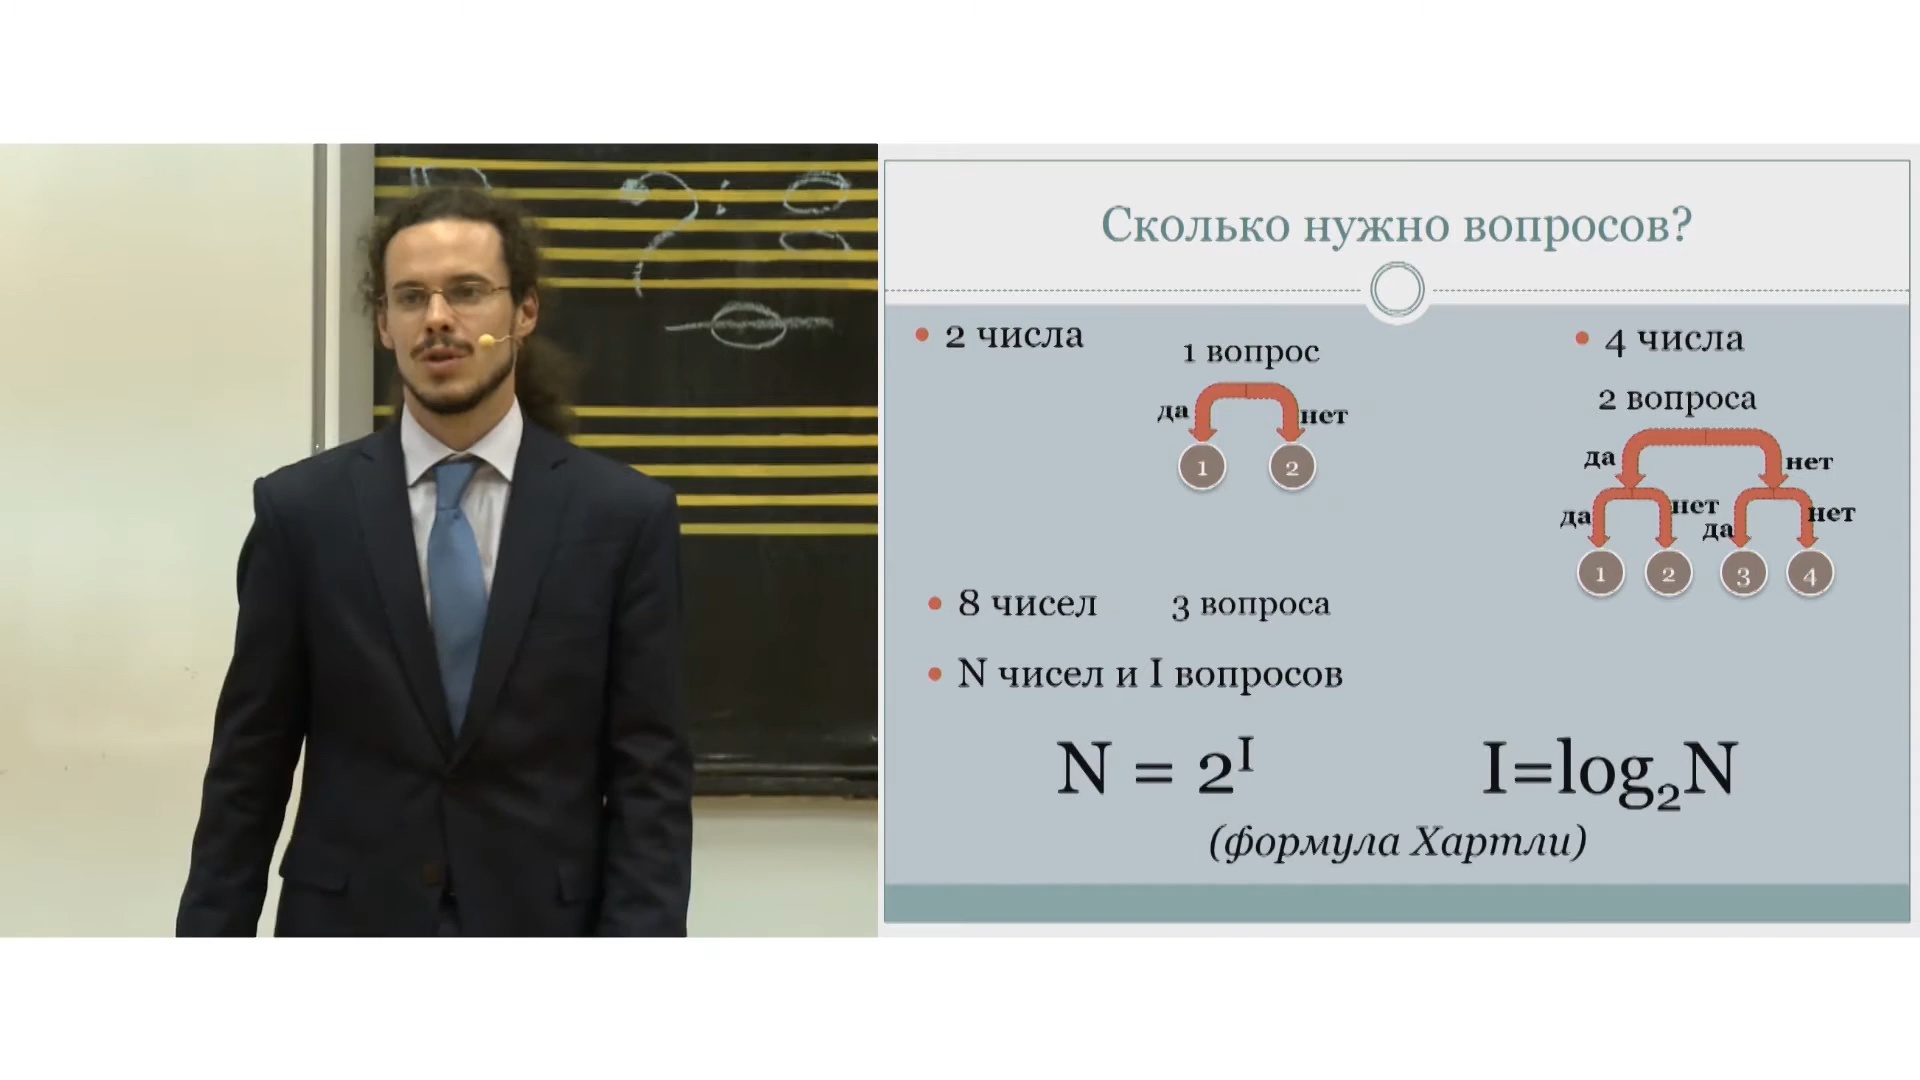 Сколько нужно вопросов?
• 2 числа
1 вопрос
да
нет
1
2
• 4 числа
2 вопроса
да
нет
да
нет
да
нет
1
2
3
4
• 8 чисел
3 вопроса
• N чисел и I вопросов
N = 2ᴵ
I=log₂N
(формула Хартли)